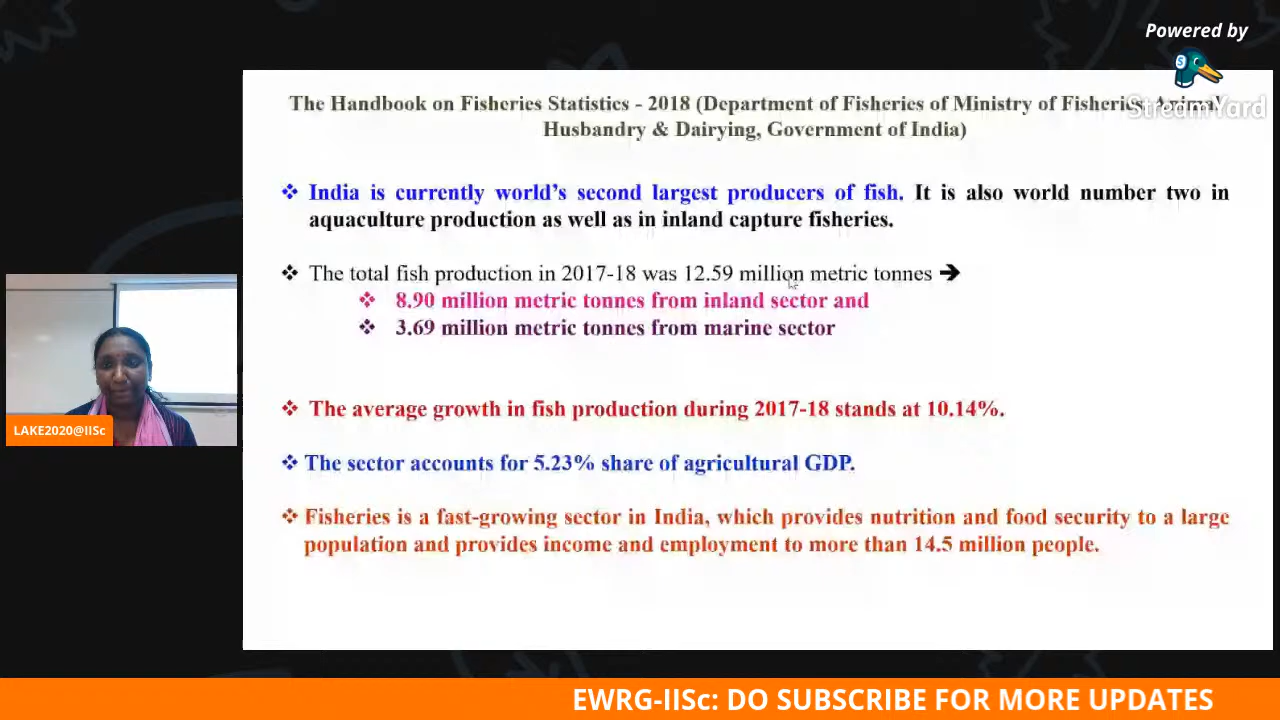 Powered by
StreamYard
The Handbook on Fisheries Statistics - 2018 (Department of Fisheries of Ministry of Fisheries, Animal
Husbandry & Dairying, Government of India)
❖ India is currently world's second largest producers of fish. It is also world number two in
aquaculture production as well as in inland capture fisheries.
❖ The total fish production in 2017-18 was 12.59 million metric tonnes ➔
❖ 8.90 million metric tonnes from inland sector and
❖ 3.69 million metric tonnes from marine sector
❖ The average growth in fish production during 2017-18 stands at 10.14%.
❖ The sector accounts for 5.23% share of agricultural GDP.
❖ Fisheries is a fast-growing sector in India, which provides nutrition and food security to a large
population and provides income and employment to more than 14.5 million people.
LAKE2020@IISc
EWRG-IISc: DO SUBSCRIBE FOR MORE UPDATES